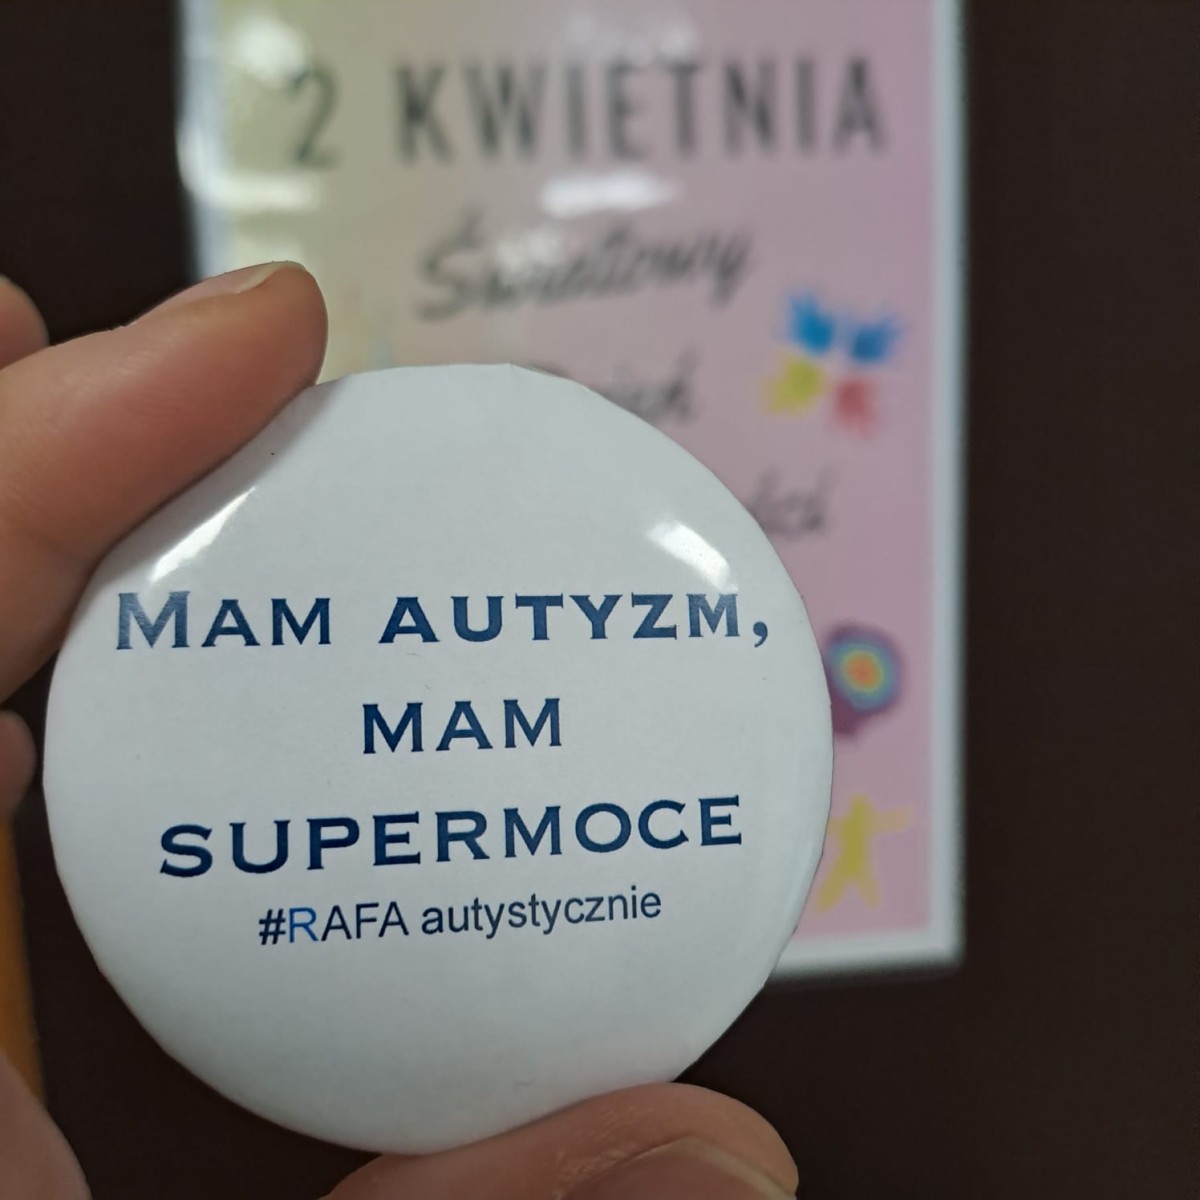 2 KWIETNIA
Światowy
MAM AUTYZM,
MAM
SUPERMOCE
#RAFA autystycznie